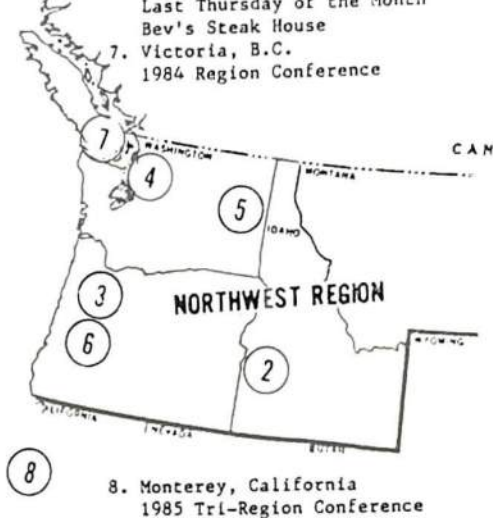 Last Thursday of the Month
Bev's Steak House
7. Victoria, B.C.
1984 Region Conference
7
WASHINGTON
CAN
4
MONTANA
5
IDAHO
3
NORTHWEST REGION
6
WYOMING
2
CALIFORNIA
NEVADA
UTAH
8
8. Monterey, California
1985 Tri-Region Conference